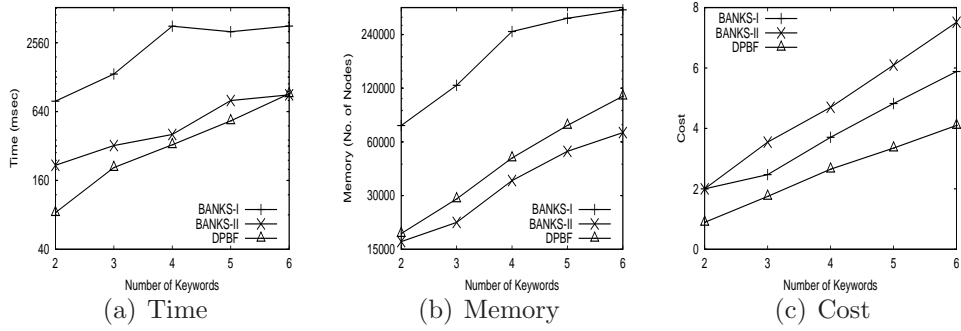 2560
640
160
40
Time (msec)
BANKS-I
BANKS-II
DPBF
2 3 4 5 6
Number of Keywords
(a) Time
240000
120000
60000
30000
15000
Memory (No. of Nodes)
BANKS-I
BANKS-II
DPBF
2 3 4 5 6
Number of Keywords
(b) Memory
8
6
4
2
0
Cost
BANKS-I
BANKS-II
DPBF
2 3 4 5 6
Number of Keywords
(c) Cost